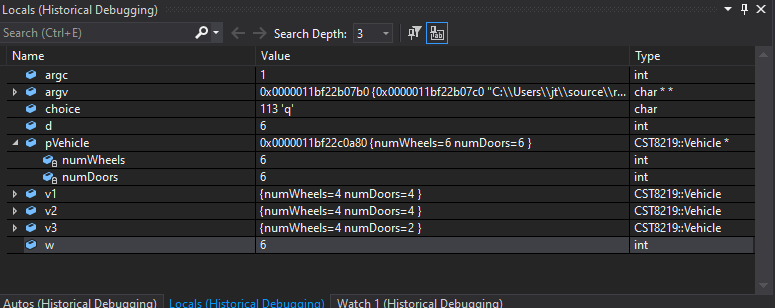 Locals (Historical Debugging)
Search (Ctrl+E) Search Depth: 3
Name Value Type
argc 1 int
argv 0x0000011bf22b07b0 {0x0000011bf22b07c0 "C:\\Users\\jt\\source\\r... char * *
choice 113 'q' char
d 6 int
pVehicle 0x0000011bf22c0a80 {numWheels=6 numDoors=6 } CST8219::Vehicle *
numWheels 6 int
numDoors 6 int
v1 {numWheels=4 numDoors=4 } CST8219::Vehicle
v2 {numWheels=4 numDoors=4 } CST8219::Vehicle
v3 {numWheels=4 numDoors=2 } CST8219::Vehicle
w 6 int
Autos (Historical Debugging) Locals (Historical Debugging) Watch 1 (Historical Debugging)